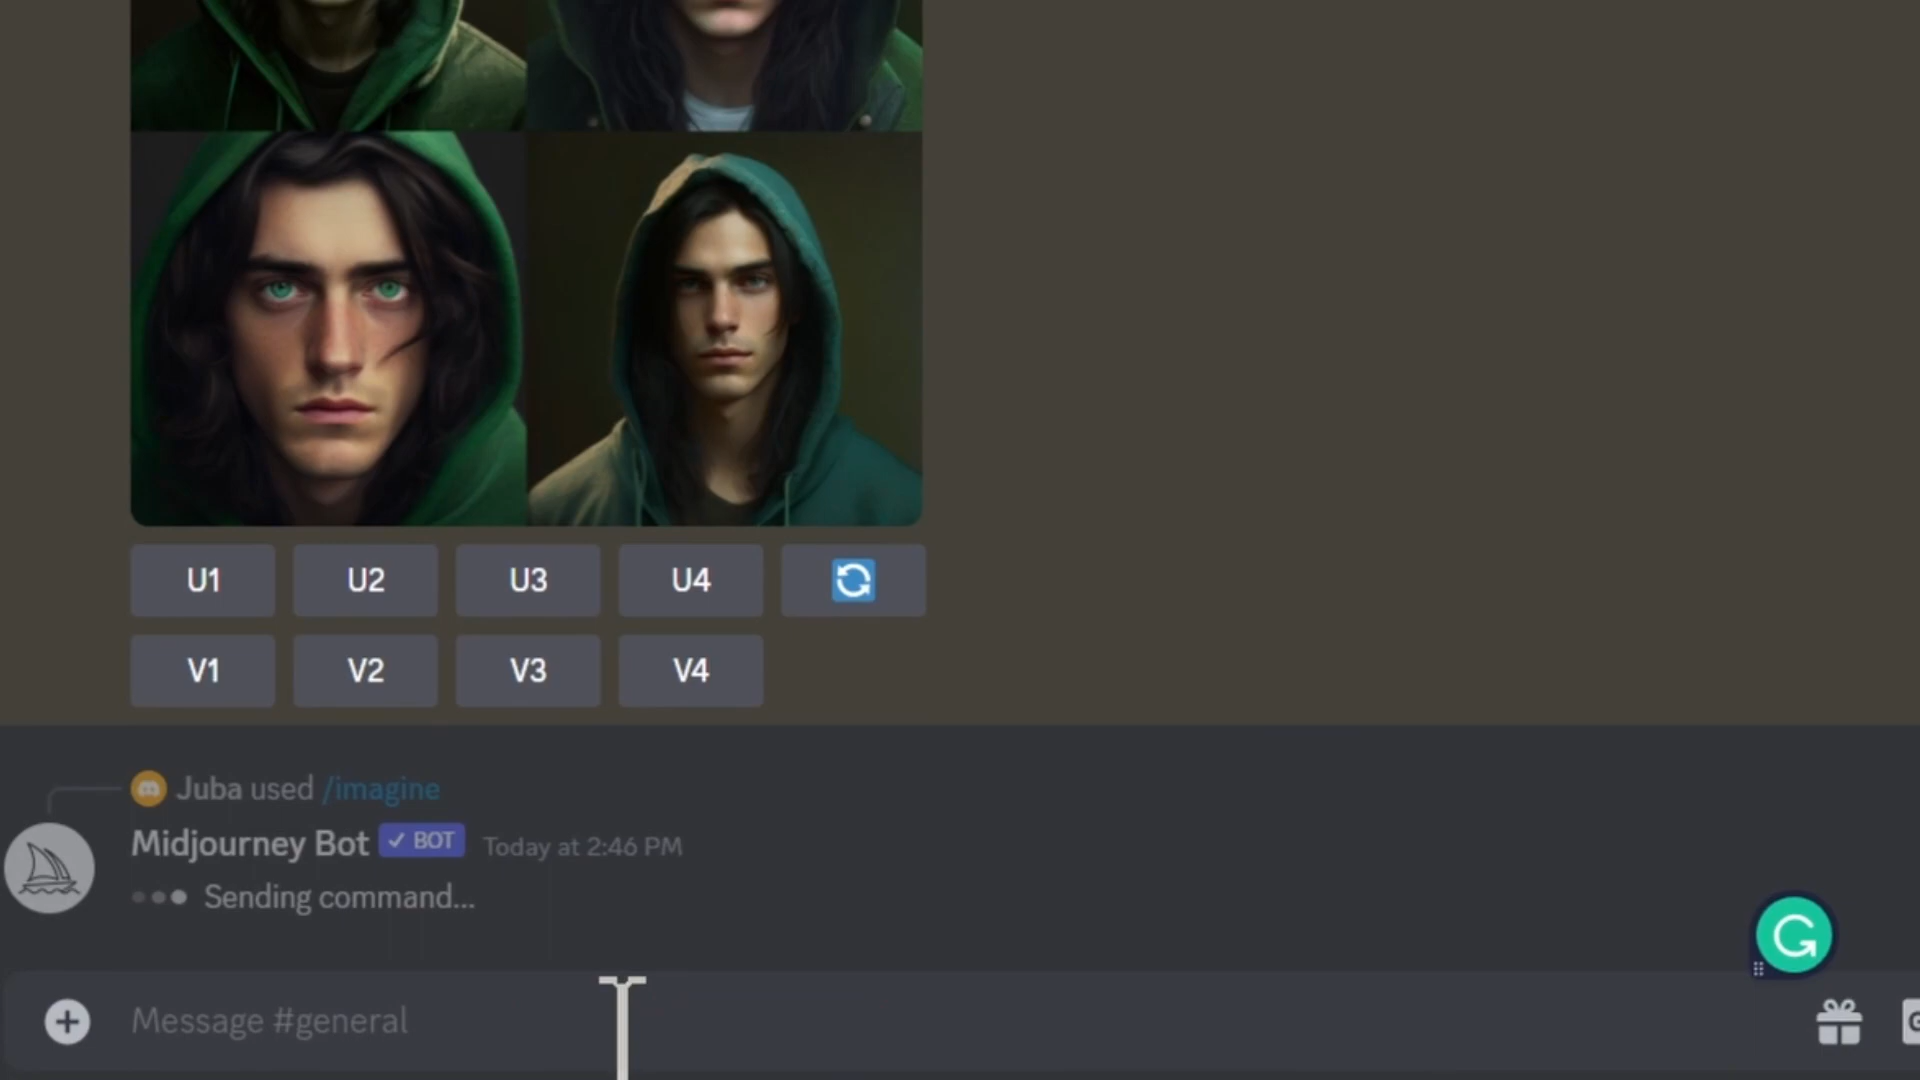 U1 U2 U3 U4
V1 V2 V3 V4
Juba used /imagine
Midjourney Bot ✓ BOT Today at 2:46 PM
Sending command...
Message #general